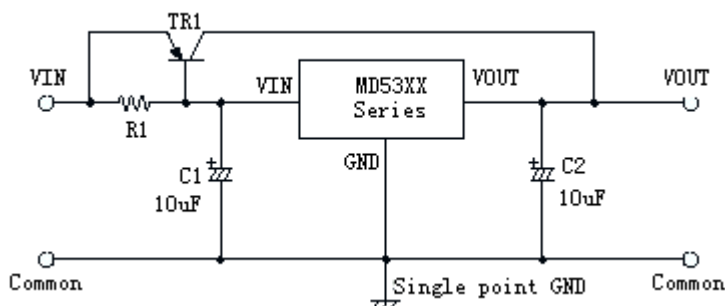 TR1
VIN
VIN
MD53XX
Series
VOUT
VOUT
R1
GND
C1
10uF
C2
10uF
Common
Single point GND
Common